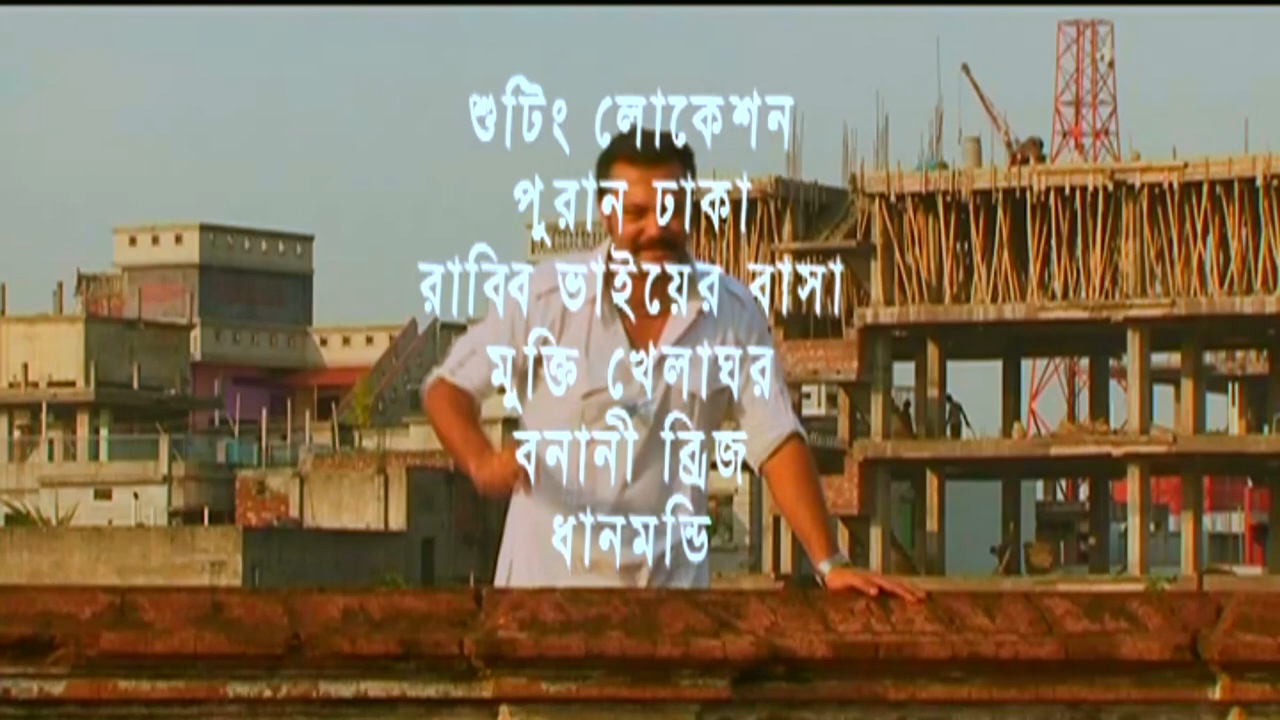 শুটিং লোকেশন
পুরান ঢাকা
রাব্বি ভাইয়ের বাসা
মুক্তি খেলাঘর
বনানী ব্রিজ
ধানমন্ডি